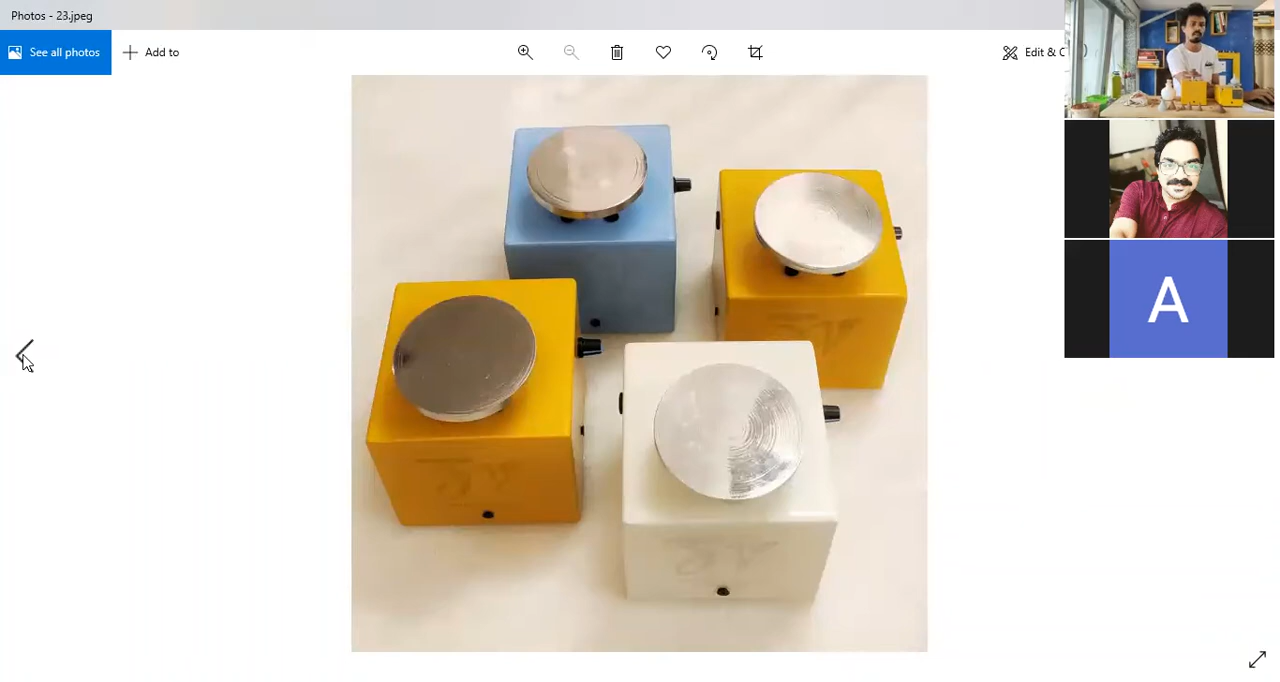 Photos - 23.jpeg
See all photos
Add to
Edit & C
A